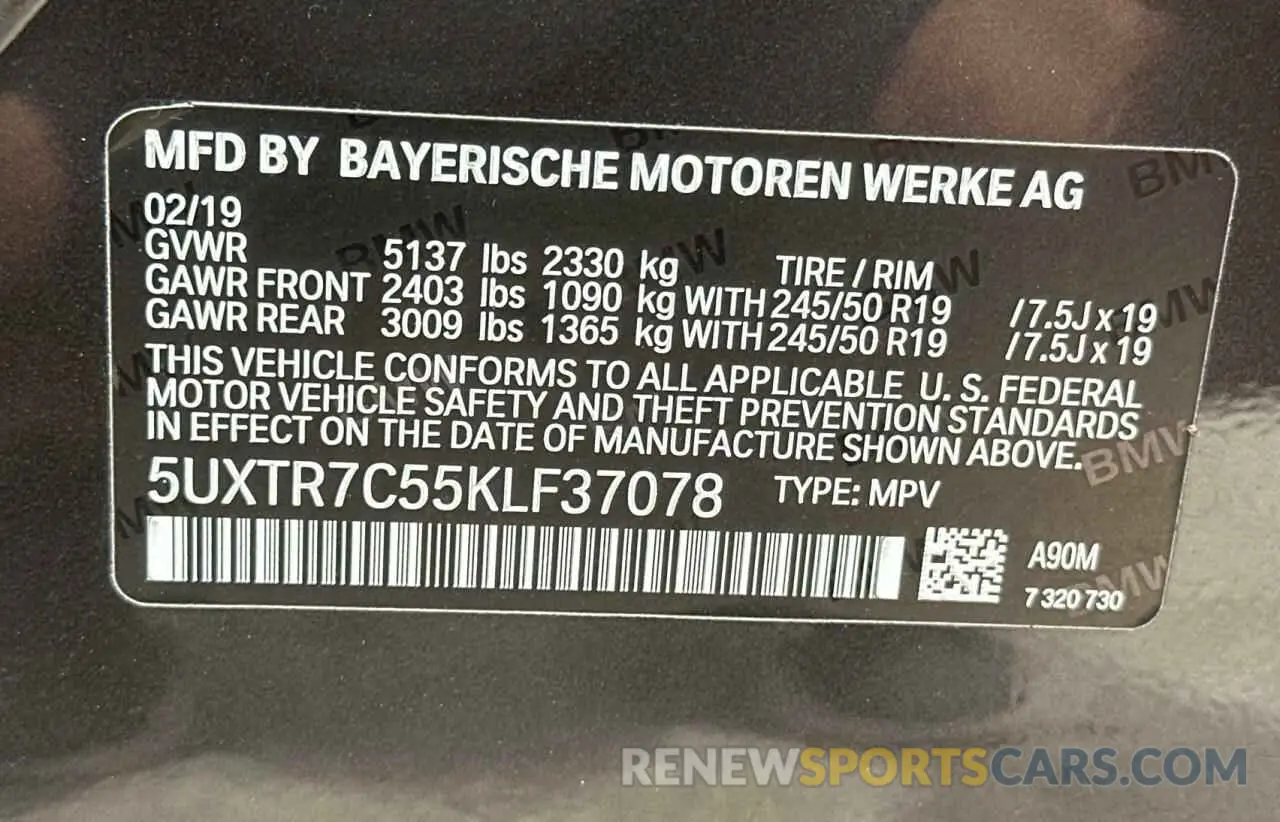 MFD BY BAYERISCHE MOTOREN WERKE AG
02/19
GVWR 5137 lbs 2330 kg TIRE / RIM
GAWR FRONT 2403 lbs 1090 kg WITH 245/50 R19 / 7.5J x 19
GAWR REAR 3009 lbs 1365 kg WITH 245/50 R19 / 7.5J x 19
THIS VEHICLE CONFORMS TO ALL APPLICABLE U. S. FEDERAL
MOTOR VEHICLE SAFETY AND THEFT PREVENTION STANDARDS
IN EFFECT ON THE DATE OF MANUFACTURE SHOWN ABOVE.
5UXTR7C55KLF37078 TYPE: MPV
A90M
7 320 730
RENEWSPORTSCARS.COM